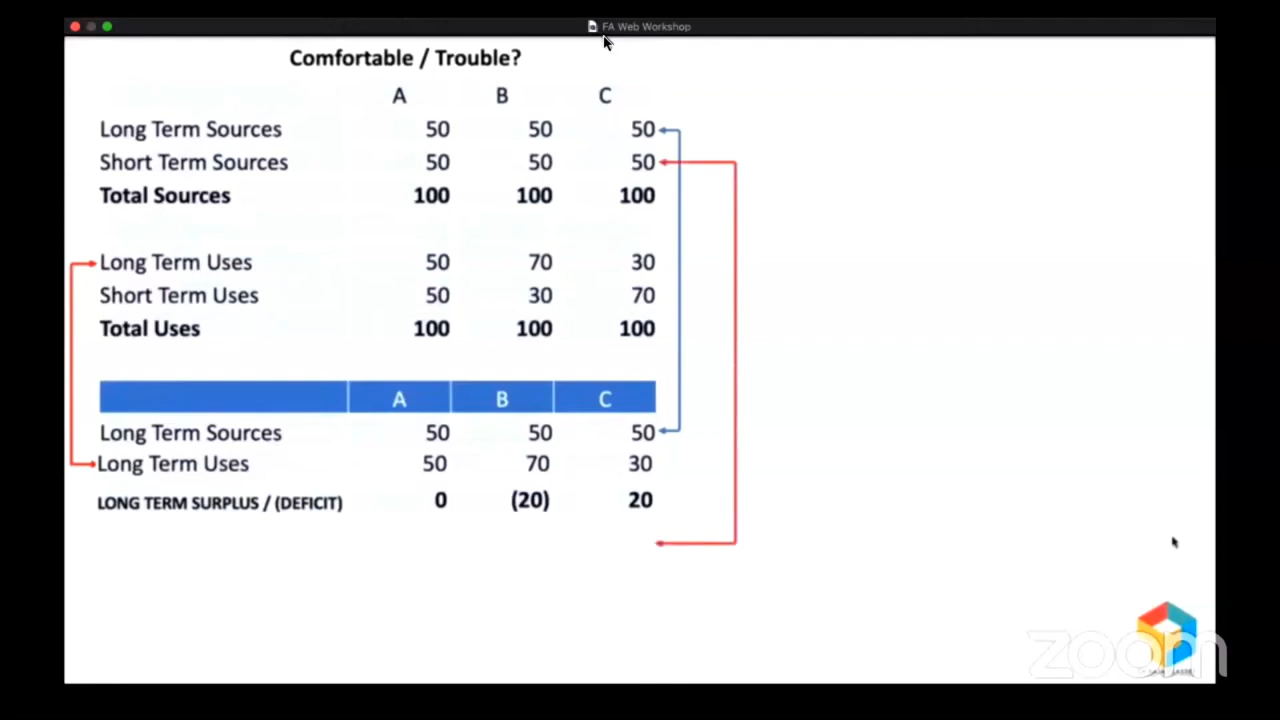 FA Web Workshop
Comfortable / Trouble?
A B C
Long Term Sources 50 50 50
Short Term Sources 50 50 50
Total Sources 100 100 100
Long Term Uses 50 70 30
Short Term Uses 50 30 70
Total Uses 100 100 100
A B C
Long Term Sources 50 50 50
Long Term Uses 50 70 30
LONG TERM SURPLUS / (DEFICIT) 0 (20) 20
zoom